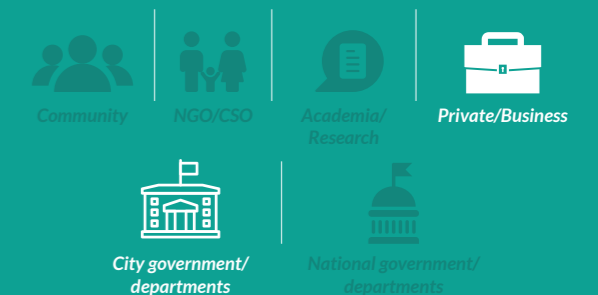 Community
NGO/CSO
Academia/
Research
Private/Business
City government/
departments
National government/
departments